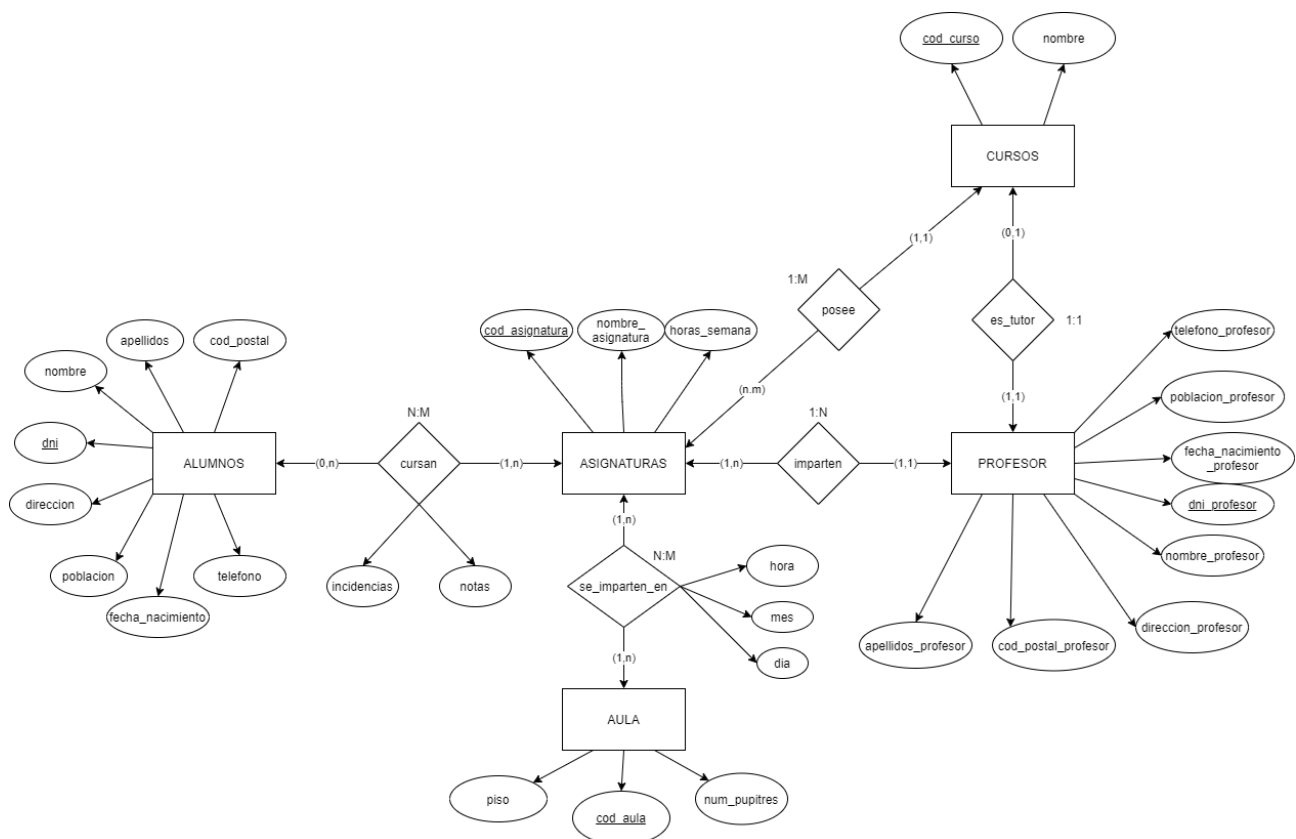 cod_curso
nombre
CURSOS
(1,1)
(0,1)
1:M
posee
es_tutor
1:1
(n.m)
(1,1)
apellidos
cod_postal
nombre
dni
direccion
poblacion
fecha_nacimiento
telefono
ALUMNOS
N:M
(0,n)
cursan
(1,n)
incidencias
notas
cod_asignatura
nombre_
asignatura
horas_semana
ASIGNATURAS
1:N
(1,n)
imparten
(1,1)
PROFESOR
telefono_profesor
poblacion_profesor
fecha_nacimiento
_profesor
dni_profesor
nombre_profesor
direccion_profesor
cod_postal_profesor
apellidos_profesor
(1,n)
N:M
se_imparten_en
hora
mes
dia
(1,n)
AULA
piso
cod_aula
num_pupitres